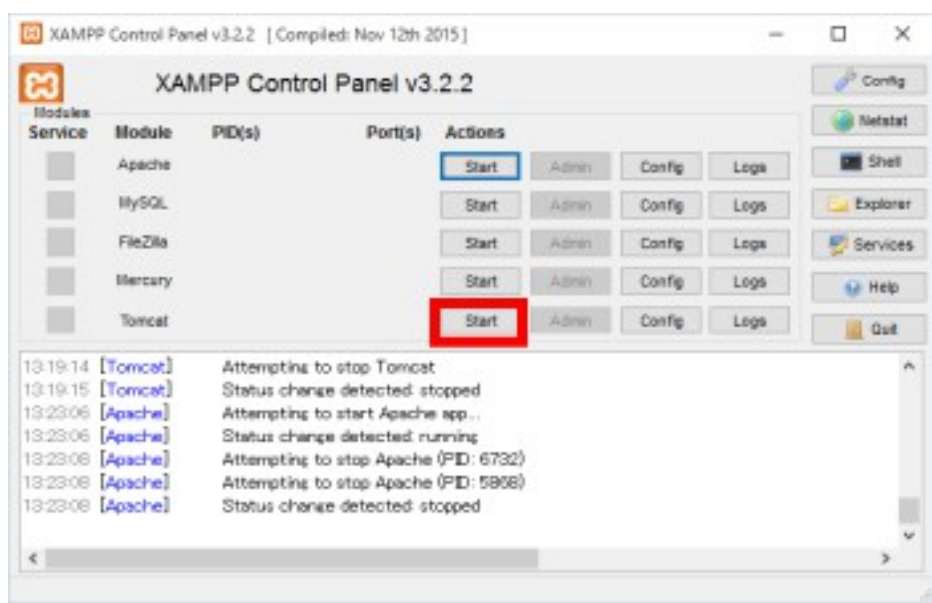 XAMPP Control Panel v3.2.2 [ Compiled: Nov 12th 2015 ]
XAMPP Control Panel v3.2.2
Config
Modules
Service Module PID(s) Port(s) Actions
Netstat
Apache Start Admin Config Logs
Shell
MySQL Start Admin Config Logs
Explorer
FileZilla Start Admin Config Logs
Services
Mercury Start Admin Config Logs
Help
Tomcat Start Admin Config Logs
Quit
13:19:14 [Tomcat] Attempting to stop Tomcat
13:19:15 [Tomcat] Status change detected: stopped
13:23:06 [Apache] Attempting to start Apache app...
13:23:06 [Apache] Status change detected: running
13:23:08 [Apache] Attempting to stop Apache (PID: 6732)
13:23:08 [Apache] Attempting to stop Apache (PID: 5868)
13:23:08 [Apache] Status change detected: stopped